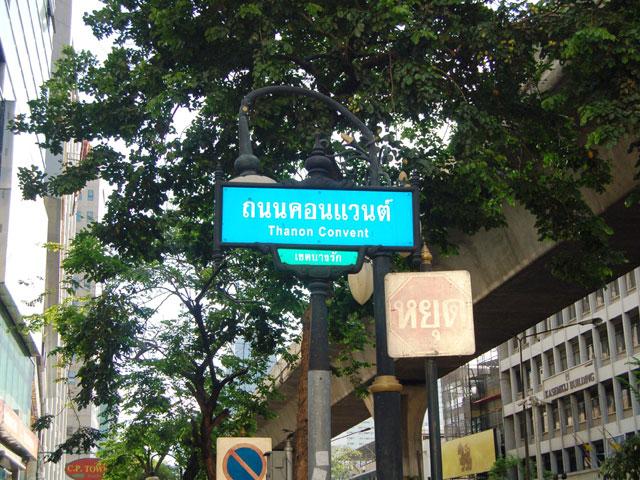 ถนนคอนแวนต์
Thanon Convent
เขตบางรัก
หยุด
KASEMKIJ BUILDING
C.P. TOWER